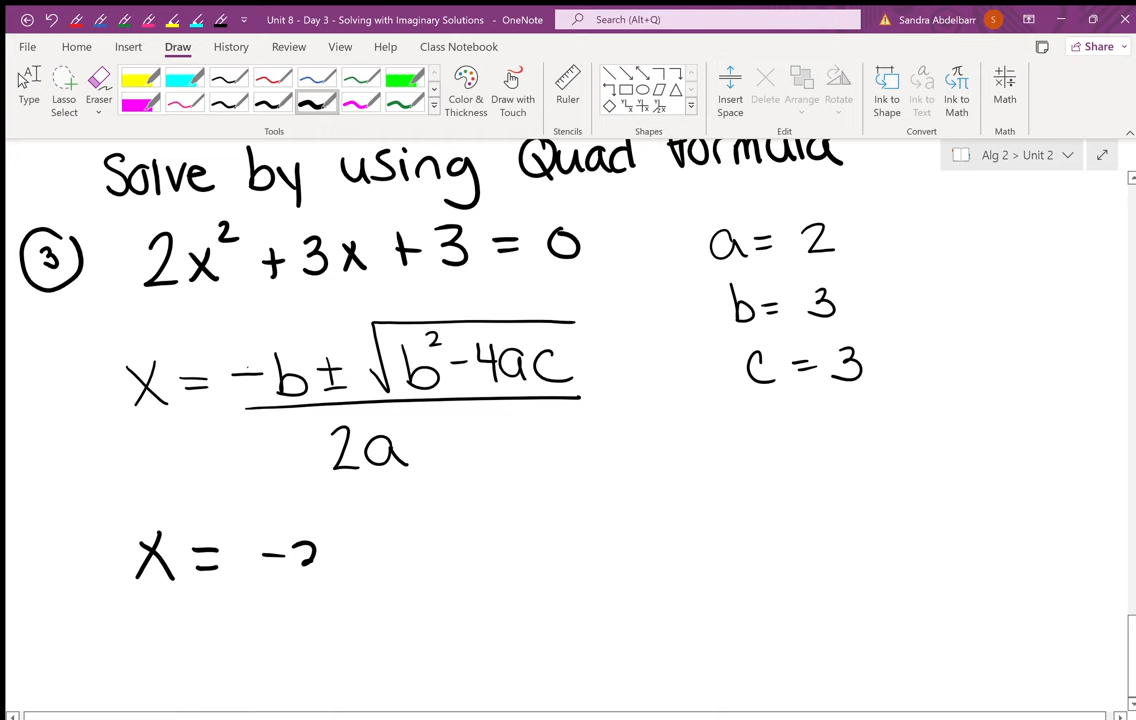 Unit 8 - Day 3 - Solving with Imaginary Solutions - OneNote
Search (Alt+Q)
Sandra Abdelbarr
S
File Home Insert Draw History Review View Help Class Notebook
Share
Type
Lasso Select
Eraser
Color & Thickness
Draw with Touch
Ruler
Insert Space
Delete
Arrange
Rotate
Ink to Shape
Ink to Text
Ink to Math
Math
Tools
Stencils
Shapes
Edit
Convert
Math
Alg 2 > Unit 2
Solve by using Quad formula
③ 2x² + 3x + 3 = 0
a = 2
b = 3
c = 3
x = -b ± √b² - 4ac
2a
x = -